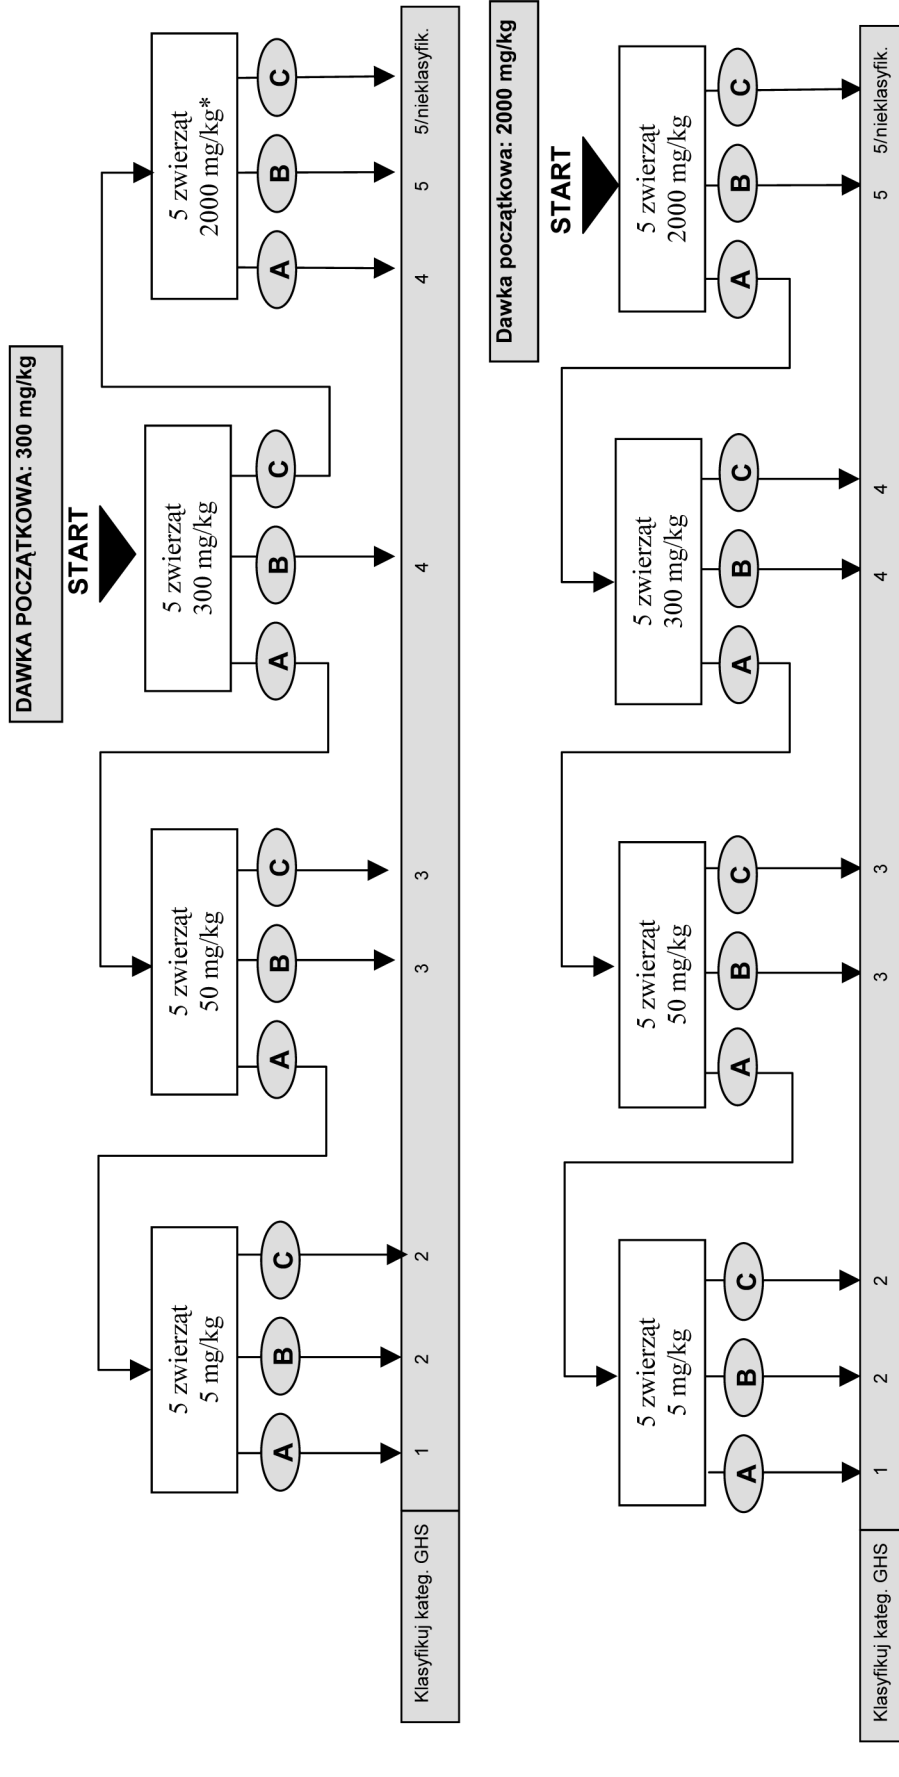 DAWKA POCZĄTKOWA: 300 mg/kg
START
5 zwierząt
5 mg/kg
5 zwierząt
50 mg/kg
5 zwierząt
300 mg/kg
5 zwierząt
2000 mg/kg*
A B C A B C A B C A B C
Klasyfikuj kateg. GHS 1 2 2 3 3 4 4 5 5/nieklasyfik.
Dawka początkowa: 2000 mg/kg
START
5 zwierząt
5 mg/kg
5 zwierząt
50 mg/kg
5 zwierząt
300 mg/kg
5 zwierząt
2000 mg/kg
A B C A B C A B C A B C
Klasyfikuj kateg. GHS 1 2 2 3 3 4 4 5 5/nieklasyfik.